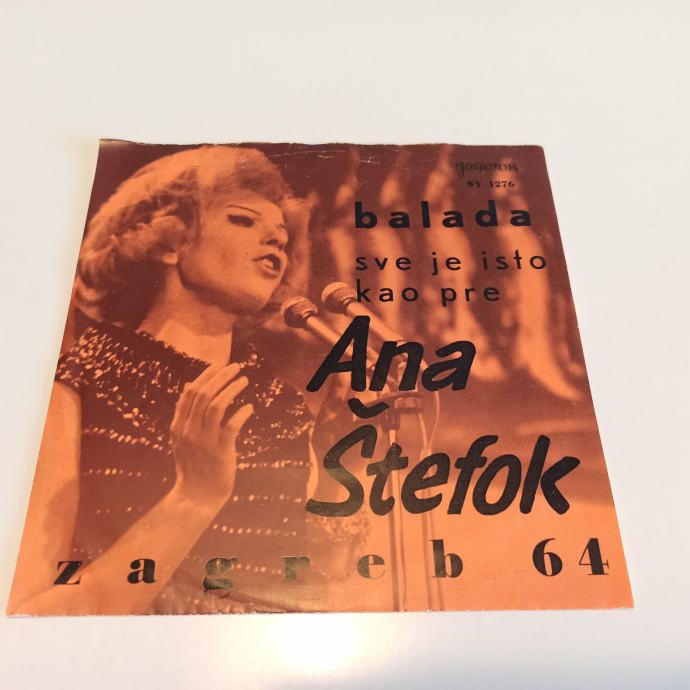 Jugoton
SY-1276
balada
sve je isto
kao pre
Ana
Štefok
zagreb 64